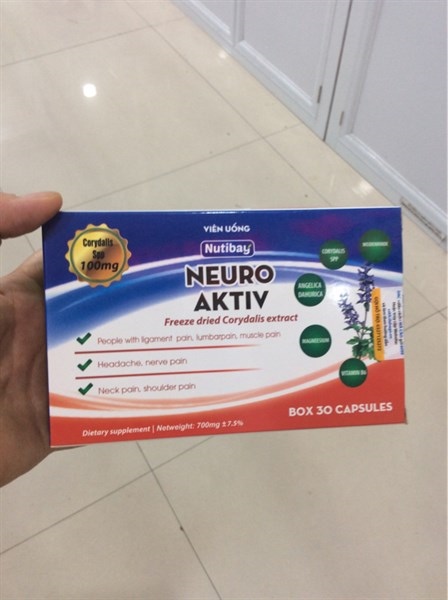 VIÊN UỐNG
Nutibay
NEURO
AKTIV
Freeze dried Corydalis extract
Corydalis
Spp
100mg
People with ligament pain, lumbarpain, muscle pain
Headache, nerve pain
Neck pain, shoulder pain
CORYDALIS
SPP
ANGELICA
DAHURICA
MAGNESIUM
VITAMIN B6
BOX 30 CAPSULES
Dietary supplement | Netweight: 700mg ±7.5%